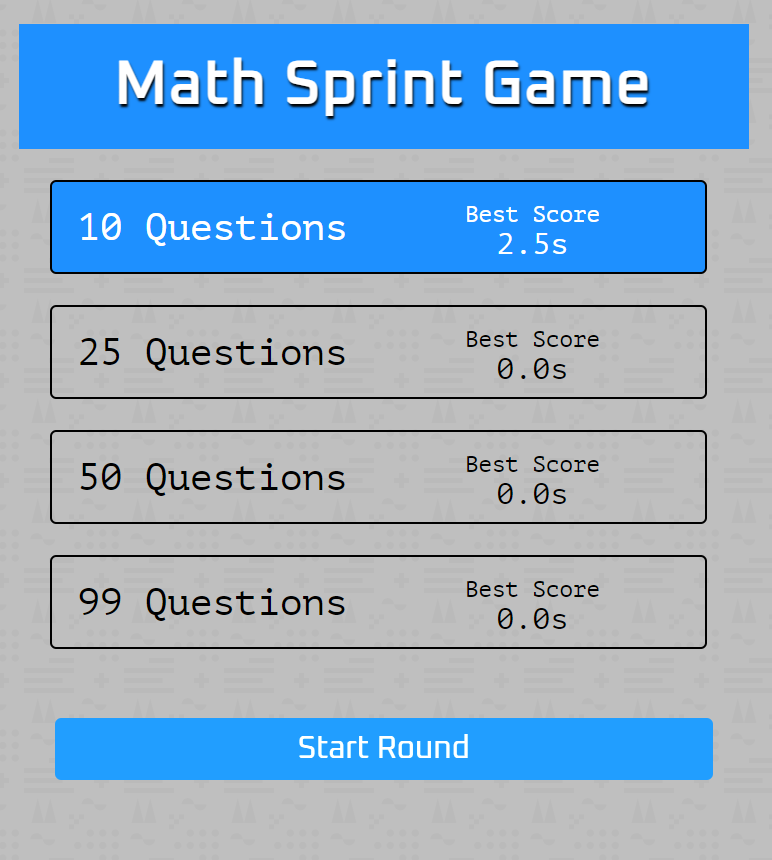 Math Sprint Game
10 Questions
Best Score
2.5s
25 Questions
Best Score
0.0s
50 Questions
Best Score
0.0s
99 Questions
Best Score
0.0s
Start Round